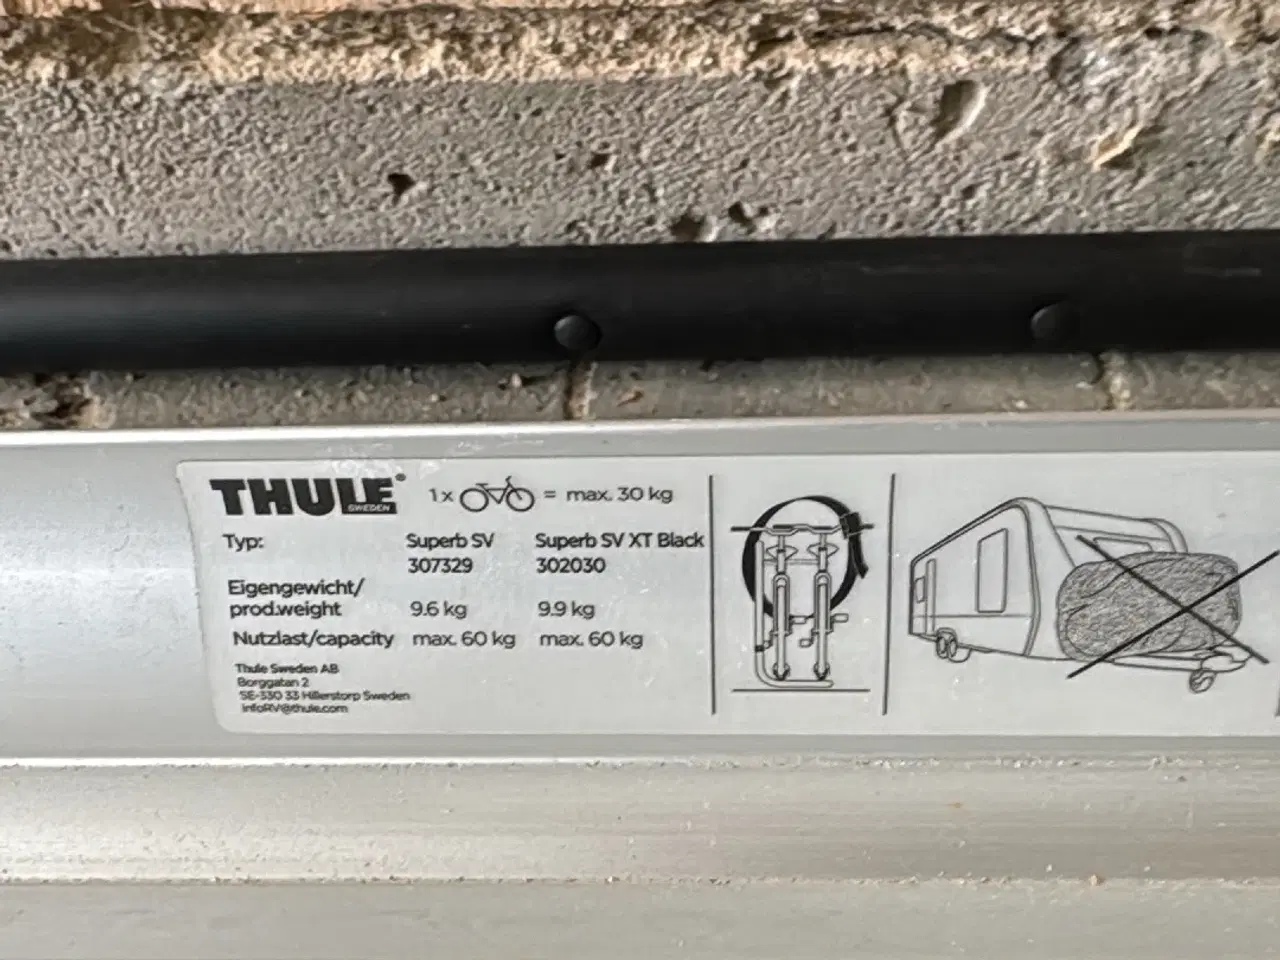 THULE®
SWEDEN
1 x = max. 30 kg
Typ: Superb SV Superb SV XT Black
307329 302030
Eigengewicht/
prod.weight 9.6 kg 9.9 kg
Nutzlast/capacity max. 60 kg max. 60 kg
Thule Sweden AB
Borggatan 2
SE-330 33 Hillerstorp Sweden
infoRV@thule.com